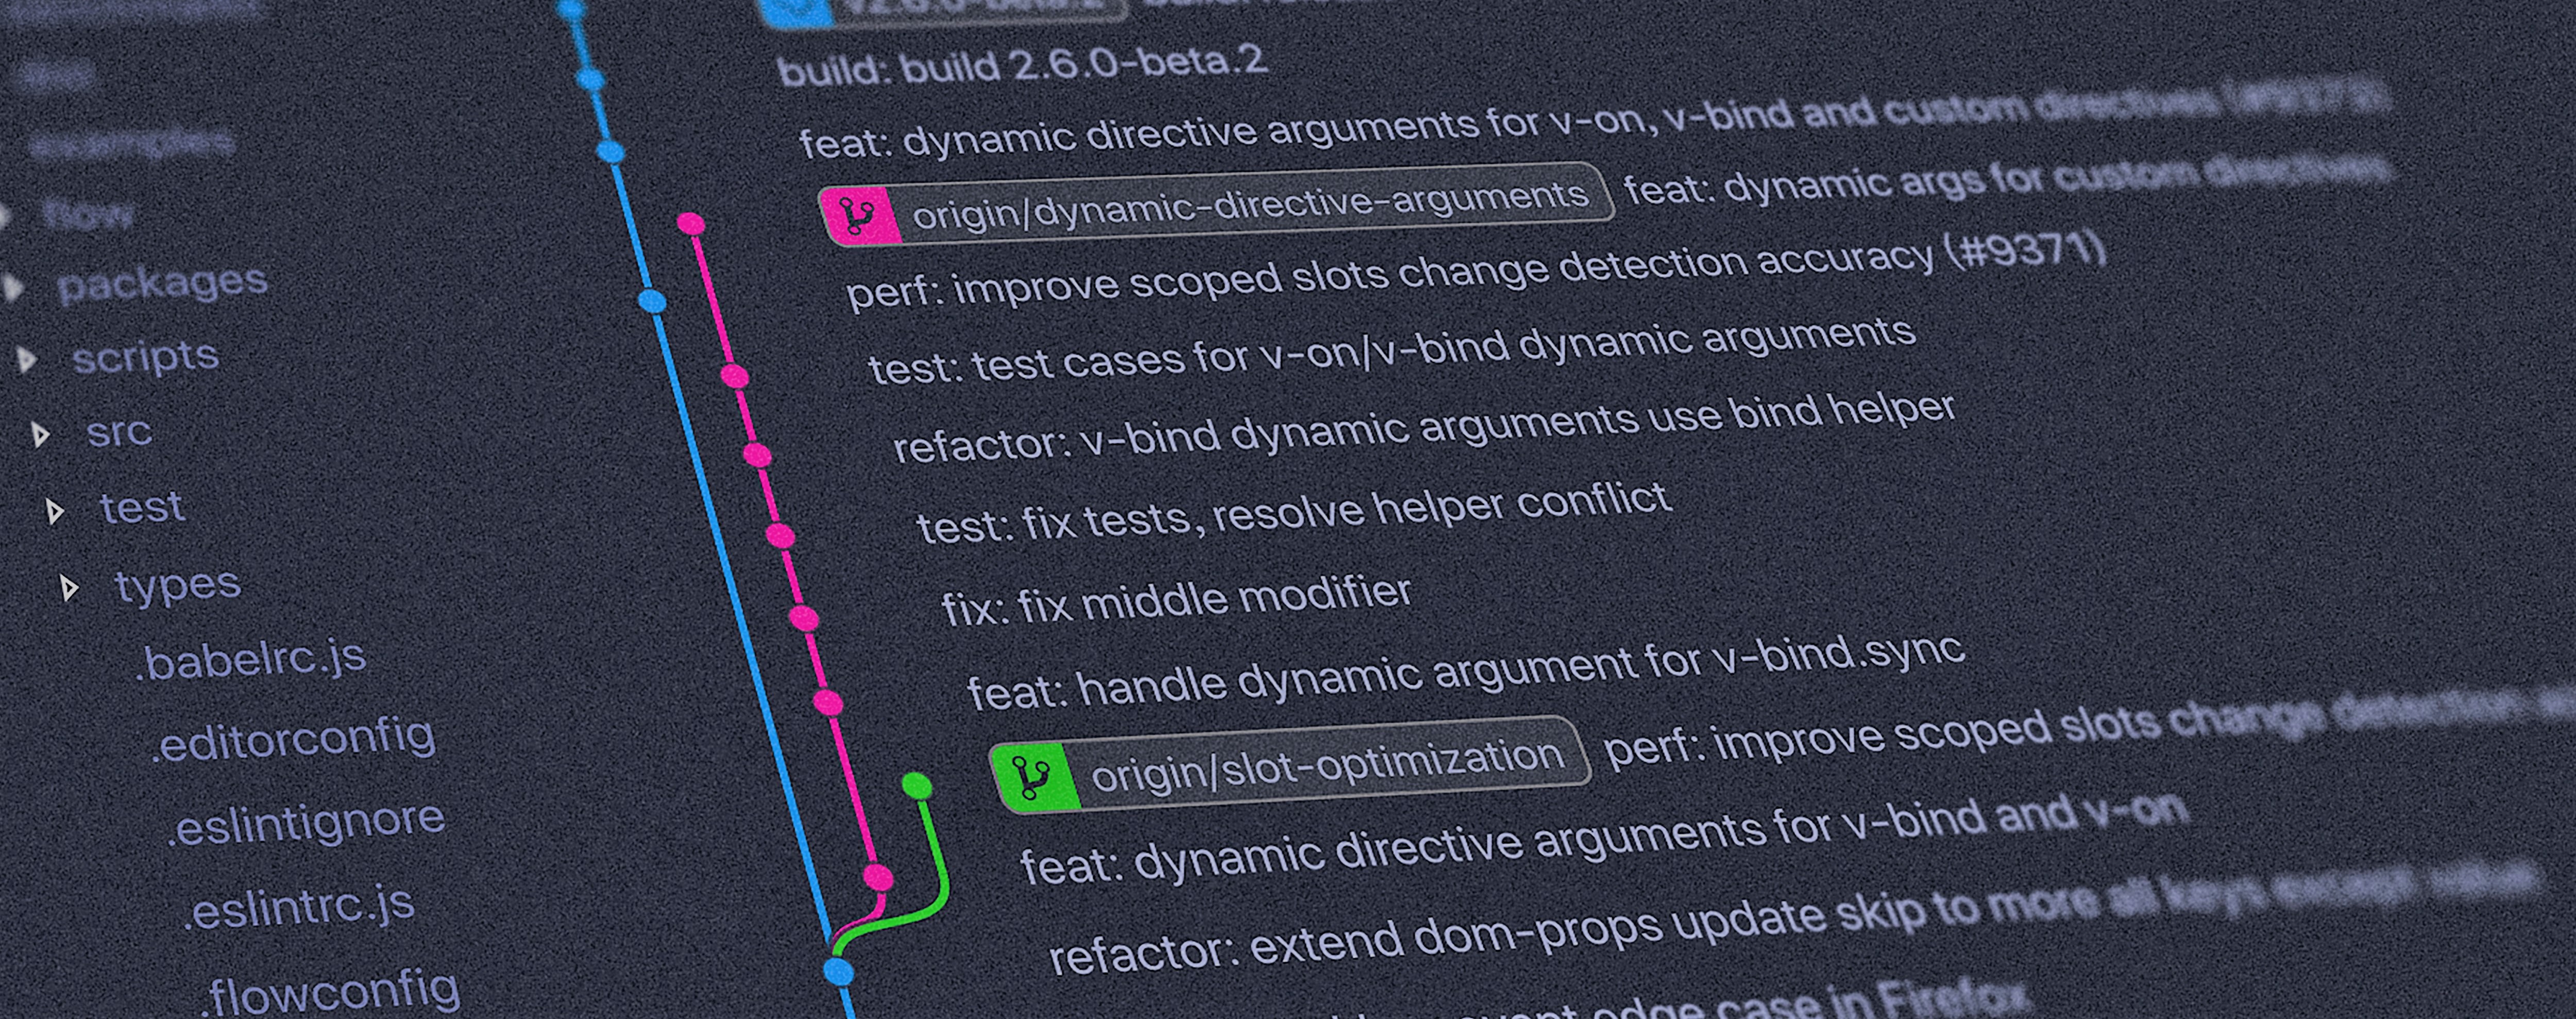 examples
flow
packages
scripts
src
test
types
.babelrc.js
.editorconfig
.eslintignore
.eslintrc.js
.flowconfig
v2.6.0-beta.2
build: build 2.6.0-beta.2
feat: dynamic directive arguments for v-on, v-bind and custom directives
origin/dynamic-directive-arguments feat: dynamic args for custom directives
perf: improve scoped slots change detection accuracy (#9371)
test: test cases for v-on/v-bind dynamic arguments
refactor: v-bind dynamic arguments use bind helper
test: fix tests, resolve helper conflict
fix: fix middle modifier
feat: handle dynamic argument for v-bind.sync
origin/slot-optimization perf: improve scoped slots change detection
feat: dynamic directive arguments for v-bind and v-on
refactor: extend dom-props update skip to more all keys except value
edge case in Firefox